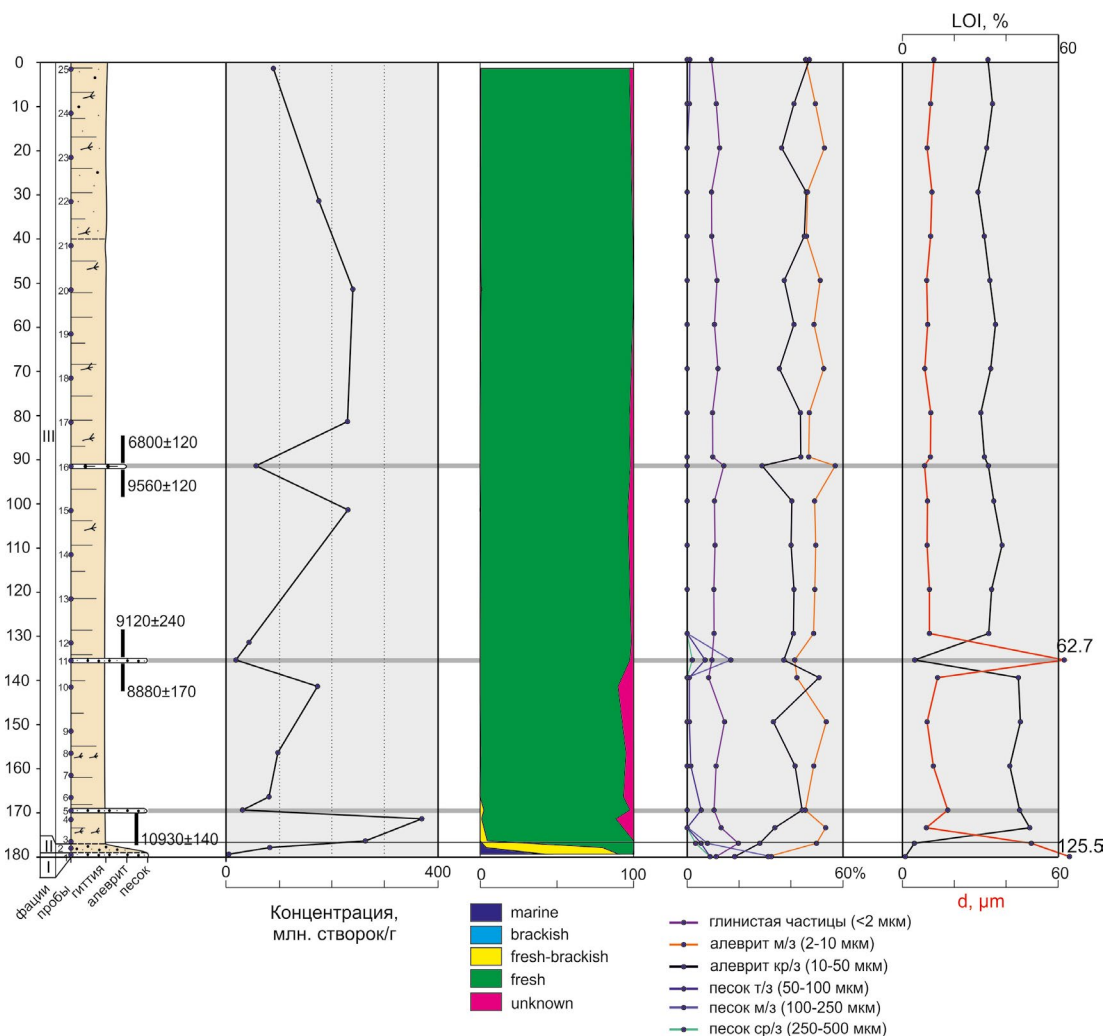 LOI, %
0 60
0
10
20
30
40
50
60
70
80
90
100
110
120
130
140
150
160
170
180
III
II
I
25
24
23
22
21
20
19
18
17
16
15
14
13
12
11
10
9
8
7
6
5
4
3
2
1
6800±120
9560±120
9120±240
8880±170
10930±140
62.7
125.5
фации
пробы
гиттия
алеврит
песок
0 400
Концентрация,
млн. створок/г
0 100
0 60%
0 60
d, µm
marine
brackish
fresh-brackish
fresh
unknown
глинистая частицы (<2 мкм)
алеврит м/з (2-10 мкм)
алеврит кр/з (10-50 мкм)
песок т/з (50-100 мкм)
песок м/з (100-250 мкм)
песок ср/з (250-500 мкм)